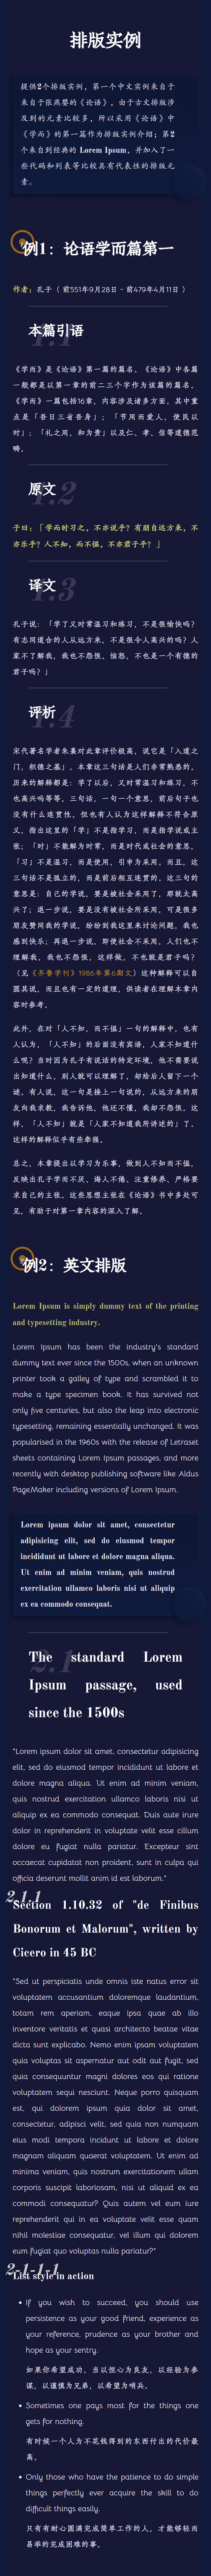 排版实例
提供2个排版实例，第一个中文实例来自于
来自于张燕婴的《论语》，由于古文排版涉
及到的元素比较多，所以采用《论语》中
《学而》的第一篇作为排版实例介绍；第2
个来自到经典的 Lorem Ipsum，并加入了一
些代码和列表等比较具有代表性的排版元
素。
例1：论语学而篇第一
作者：孔子（ 前551年9月28日－前479年4月11日 ）
1.1
本篇引语
《学而》是《论语》第一篇的篇名。《论语》中各篇
一般都是以第一章的前二三个字作为该篇的篇名。
《学而》一篇包括16章，内容涉及诸多方面。其中重
点是「吾日三省吾身」；「节用而爱人，使民以
时」；「礼之用，和为贵」以及仁、孝、信等道德范
畴。
1.2
原文
子曰：「学而时习之，不亦说乎？有朋自远方来，不
亦乐乎？人不知，而不愠，不亦君子乎？」
1.3
译文
孔子说：「学了又时常温习和练习，不是很愉快吗？
有志同道合的人从远方来，不是很令人高兴的吗？人
家不了解我，我也不怨恨、恼怒，不也是一个有德的
君子吗？」
1.4
评析
宋代著名学者朱熹对此章评价极高，说它是「入道之
门，积德之基」。本章这三句话是人们非常熟悉的。
历来的解释都是：学了以后，又时常温习和练习，不
也高兴吗等等。三句话，一句一个意思，前后句子也
没有什么连贯性。但也有人认为这样解释不符合原
义，指出这里的「学」不是指学习，而是指学说或主
张；「时」不能解为时常，而是时代或社会的意思，
「习」不是温习，而是使用，引申为采用。而且，这
三句话不是孤立的，而是前后相互连贯的。这三句的
意思是：自己的学说，要是被社会采用了，那就太高
兴了；退一步说，要是没有被社会所采用，可是很多
朋友赞同我的学说，纷纷到我这里来讨论问题，我也
感到快乐；再退一步说，即使社会不采用，人们也不
理解我，我也不怨恨，这样做，不也就是君子吗？
（见《齐鲁学刊》1986年第6期文）这种解释可以自
圆其说，而且也有一定的道理，供读者在理解本章内
容时参考。
此外，在对「人不知，而不愠」一句的解释中，也有
人认为，「人不知」的后面没有宾语，人家不知道什
么呢？当时因为孔子有说话的特定环境，他不需要说
出知道什么，别人就可以理解了，却给后人留下一个
谜。有人说，这一句是接上一句说的，从远方来的朋
友向我求教，我告诉他，他还不懂，我却不怨恨。这
样，「人不知」就是「人家不知道我所讲述的」了。
这样的解释似乎有些牵强。
总之，本章提出以学习为乐事，做到人不知而不愠，
反映出孔子学而不厌、诲人不倦、注重修养、严格要
求自己的主张。这些思想主张在《论语》书中多处可
见，有助于对第一章内容的深入了解。
例2：英文排版
Lorem Ipsum is simply dummy text of the printing
and typesetting industry.
Lorem Ipsum has been the industry's standard
dummy text ever since the 1500s, when an unknown
printer took a galley of type and scrambled it to
make a type specimen book. It has survived not
only five centuries, but also the leap into electronic
typesetting, remaining essentially unchanged. It was
popularised in the 1960s with the release of Letraset
sheets containing Lorem Ipsum passages, and more
recently with desktop publishing software like Aldus
PageMaker including versions of Lorem Ipsum.
Lorem ipsum dolor sit amet, consectetur
adipisicing elit, sed do eiusmod tempor
incididunt ut labore et dolore magna aliqua.
Ut enim ad minim veniam, quis nostrud
exercitation ullamco laboris nisi ut aliquip
ex ea commodo consequat.
2.1
The standard Lorem
Ipsum passage, used
since the 1500s
"Lorem ipsum dolor sit amet, consectetur adipisicing
elit, sed do eiusmod tempor incididunt ut labore et
dolore magna aliqua. Ut enim ad minim veniam, quis
nostrud exercitation ullamco laboris nisi ut aliquip
ex ea commodo consequat. Duis aute irure
dolor in reprehenderit in voluptate velit esse cillum
dolore eu fugiat nulla pariatur. Excepteur sint
occaecat cupidatat non proident, sunt in culpa qui
officia deserunt mollit anim id est laborum."
2.1.1
Section 1.10.32 of "de Finibus
Bonorum et Malorum", written by
Cicero in 45 BC
"Sed ut perspiciatis unde omnis iste natus error sit
voluptatem accusantium doloremque laudantium,
totam rem aperiam, eaque ipsa quae ab illo
inventore veritatis et quasi architecto beatae vitae
dicta sunt explicabo. Nemo enim ipsam voluptatem
quia voluptas sit aspernatur aut odit aut fugit, sed
quia consequuntur magni dolores eos qui ratione
voluptatem sequi nesciunt. Neque porro quisquam
est, qui dolorem ipsum quia dolor sit amet,
consectetur, adipisci velit, sed quia non numquam
eius modi tempora incidunt ut labore et dolore
magnam aliquam quaerat voluptatem. Ut enim ad
minima veniam, quis nostrum exercitationem ullam
corporis suscipit laboriosam, nisi ut aliquid ex ea
commodi consequatur? Quis autem vel eum iure
reprehenderit qui in ea voluptate velit esse quam
nihil molestiae consequatur, vel illum qui dolorem
eum fugiat quo voluptas nulla pariatur?"
2-1-1-1
List style in action
If you wish to succeed, you should use
persistence as your good friend, experience as
your reference, prudence as your brother and
hope as your sentry.
如果你希望成功，当以恒心为良友，以经验为参
谋，以谨慎为兄弟，以希望为哨兵。
Sometimes one pays most for the things one
gets for nothing.
有时候一个人为不花钱得到的东西付出的代价最
高。
Only those who have the patience to do simple
things perfectly ever acquire the skill to do
difficult things easily.
只有有耐心圆满完成简单工作的人，才能够轻而
易举的完成困难的事。